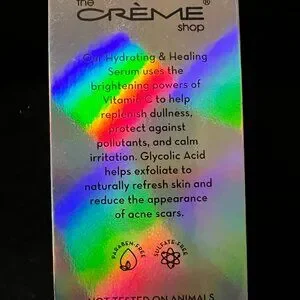 the
CRÈME®
shop
Our Hydrating & Healing
Serum uses the
brightening powers of
Vitamin C to help
replenish dullness,
protect against
pollutants, and calm
irritation. Glycolic Acid
helps exfoliate to
naturally refresh skin and
reduce the appearance
of acne scars.
PARABEN-FREE
SULFATE-FREE
NOT TESTED ON ANIMALS